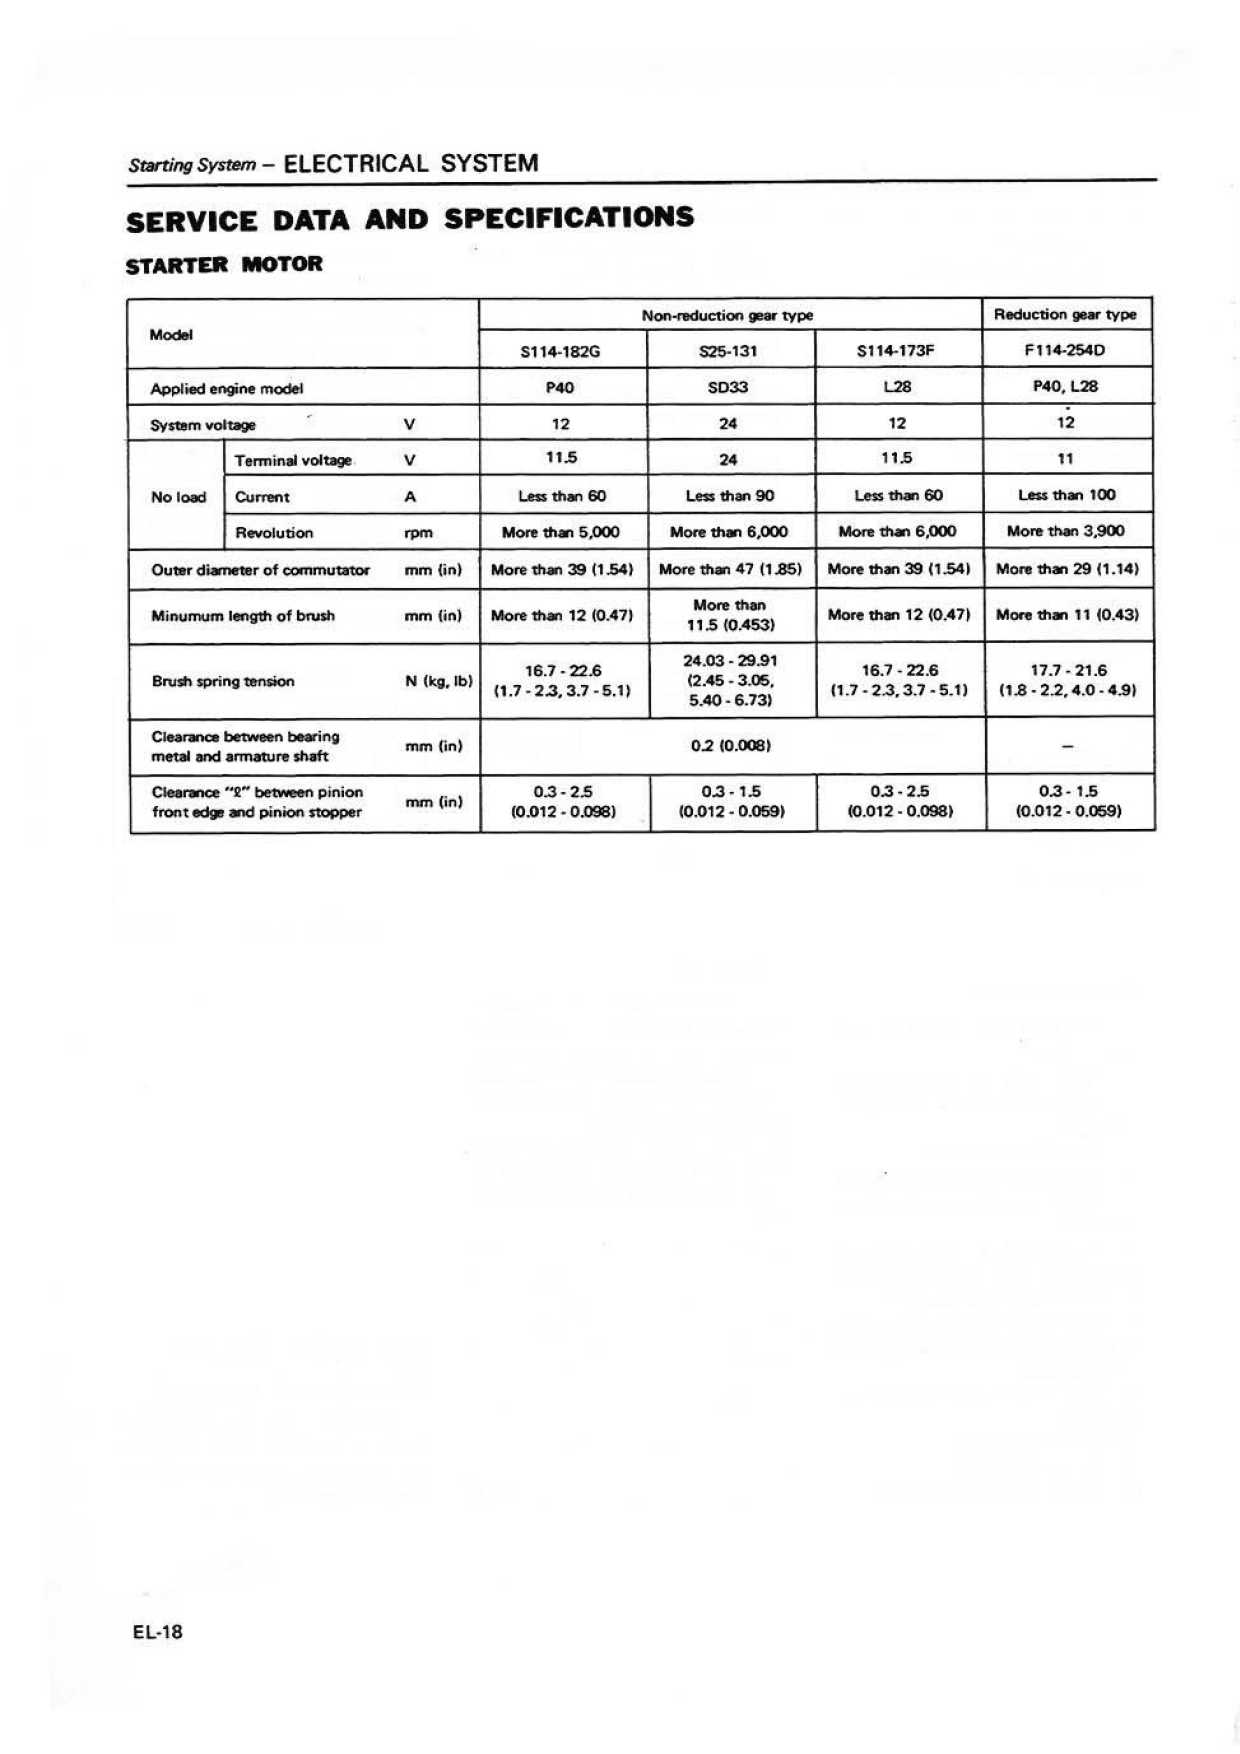 Starting System – ELECTRICAL SYSTEM
SERVICE DATA AND SPECIFICATIONS
STARTER MOTOR
Model
Non-reduction gear type
Reduction gear type
S114-182G S25-131 S114-173F F114-254D
Applied engine model P40 SD33 L28 P40, L28
System voltage V 12 24 12 12
No load
Terminal voltage V 11.5 24 11.5 11
Current A Less than 60 Less than 90 Less than 60 Less than 100
Revolution rpm More than 5,000 More than 6,000 More than 6,000 More than 3,900
Outer diameter of commutator mm (in) More than 39 (1.54) More than 47 (1.85) More than 39 (1.54) More than 29 (1.14)
Minumum length of brush mm (in) More than 12 (0.47) More than
11.5 (0.453) More than 12 (0.47) More than 11 (0.43)
Brush spring tension N (kg, lb) 16.7 - 22.6
(1.7 - 2.3, 3.7 - 5.1)
24.03 - 29.91
(2.45 - 3.05,
5.40 - 6.73)
16.7 - 22.6
(1.7 - 2.3, 3.7 - 5.1)
17.7 - 21.6
(1.8 - 2.2, 4.0 - 4.9)
Clearance between bearing
metal and armature shaft mm (in) 0.2 (0.008) –
Clearance "ℓ" between pinion
front edge and pinion stopper mm (in)
0.3 - 2.5
(0.012 - 0.098)
0.3 - 1.5
(0.012 - 0.059)
0.3 - 2.5
(0.012 - 0.098)
0.3 - 1.5
(0.012 - 0.059)
EL-18